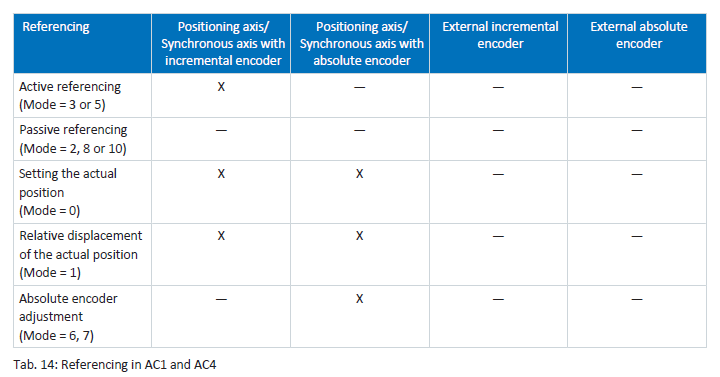 Referencing
Positioning axis/
Synchronous axis with
incremental encoder
Positioning axis/
Synchronous axis with
absolute encoder
External incremental
encoder
External absolute
encoder
Active referencing
(Mode = 3 or 5)
X
—
—
—
Passive referencing
(Mode = 2, 8 or 10)
—
—
—
—
Setting the actual
position
(Mode = 0)
X
X
—
—
Relative displacement
of the actual position
(Mode = 1)
X
X
—
—
Absolute encoder
adjustment
(Mode = 6, 7)
—
X
—
—
Tab. 14: Referencing in AC1 and AC4